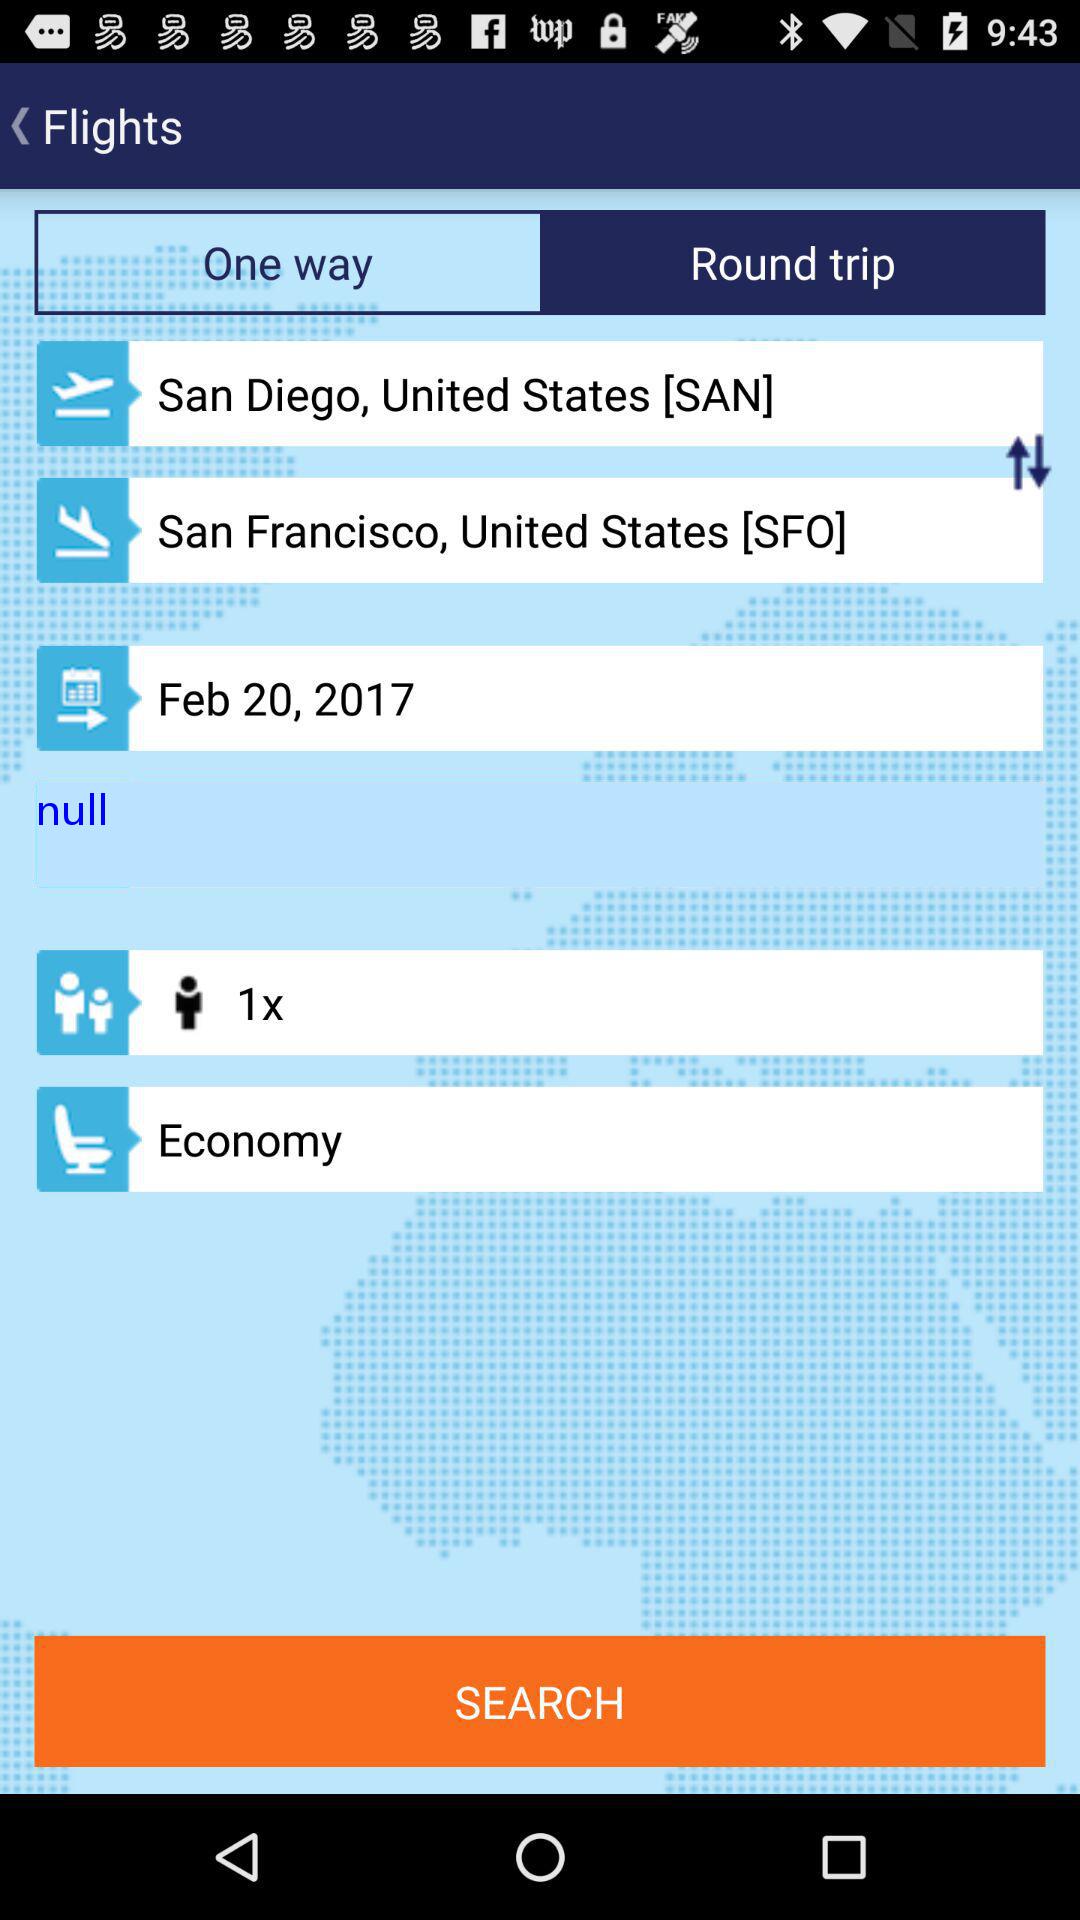 9:43
Flights
One way
Round trip
San Diego, United States [SAN]
San Francisco, United States [SFO]
Feb 20, 2017
null
1x
Economy
SEARCH